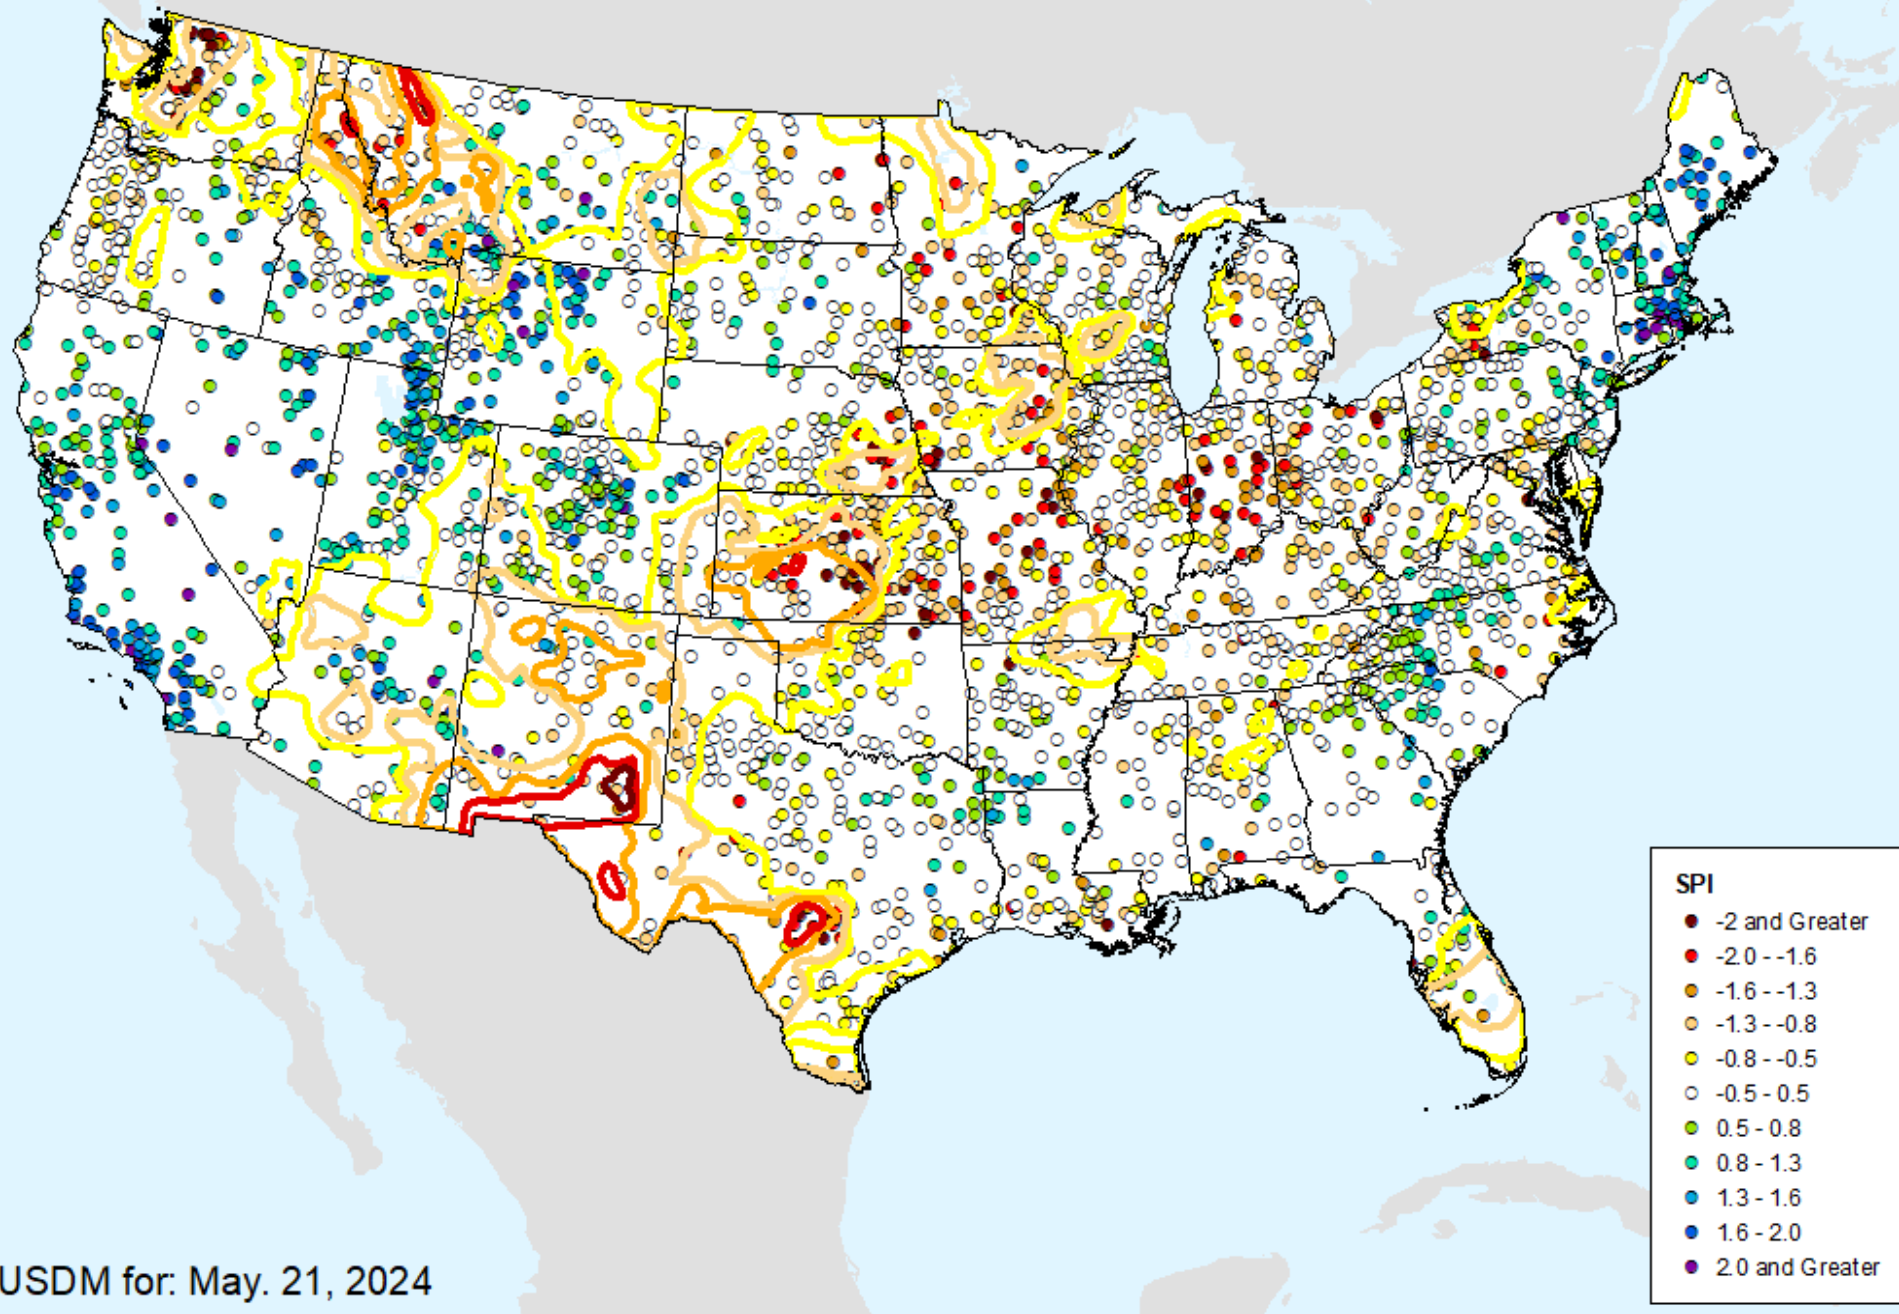 SPI
-2 and Greater
-2.0 - -1.6
-1.6 - -1.3
-1.3 - -0.8
-0.8 - -0.5
-0.5 - 0.5
0.5 - 0.8
0.8 - 1.3
1.3 - 1.6
1.6 - 2.0
2.0 and Greater
USDM for: May. 21, 2024